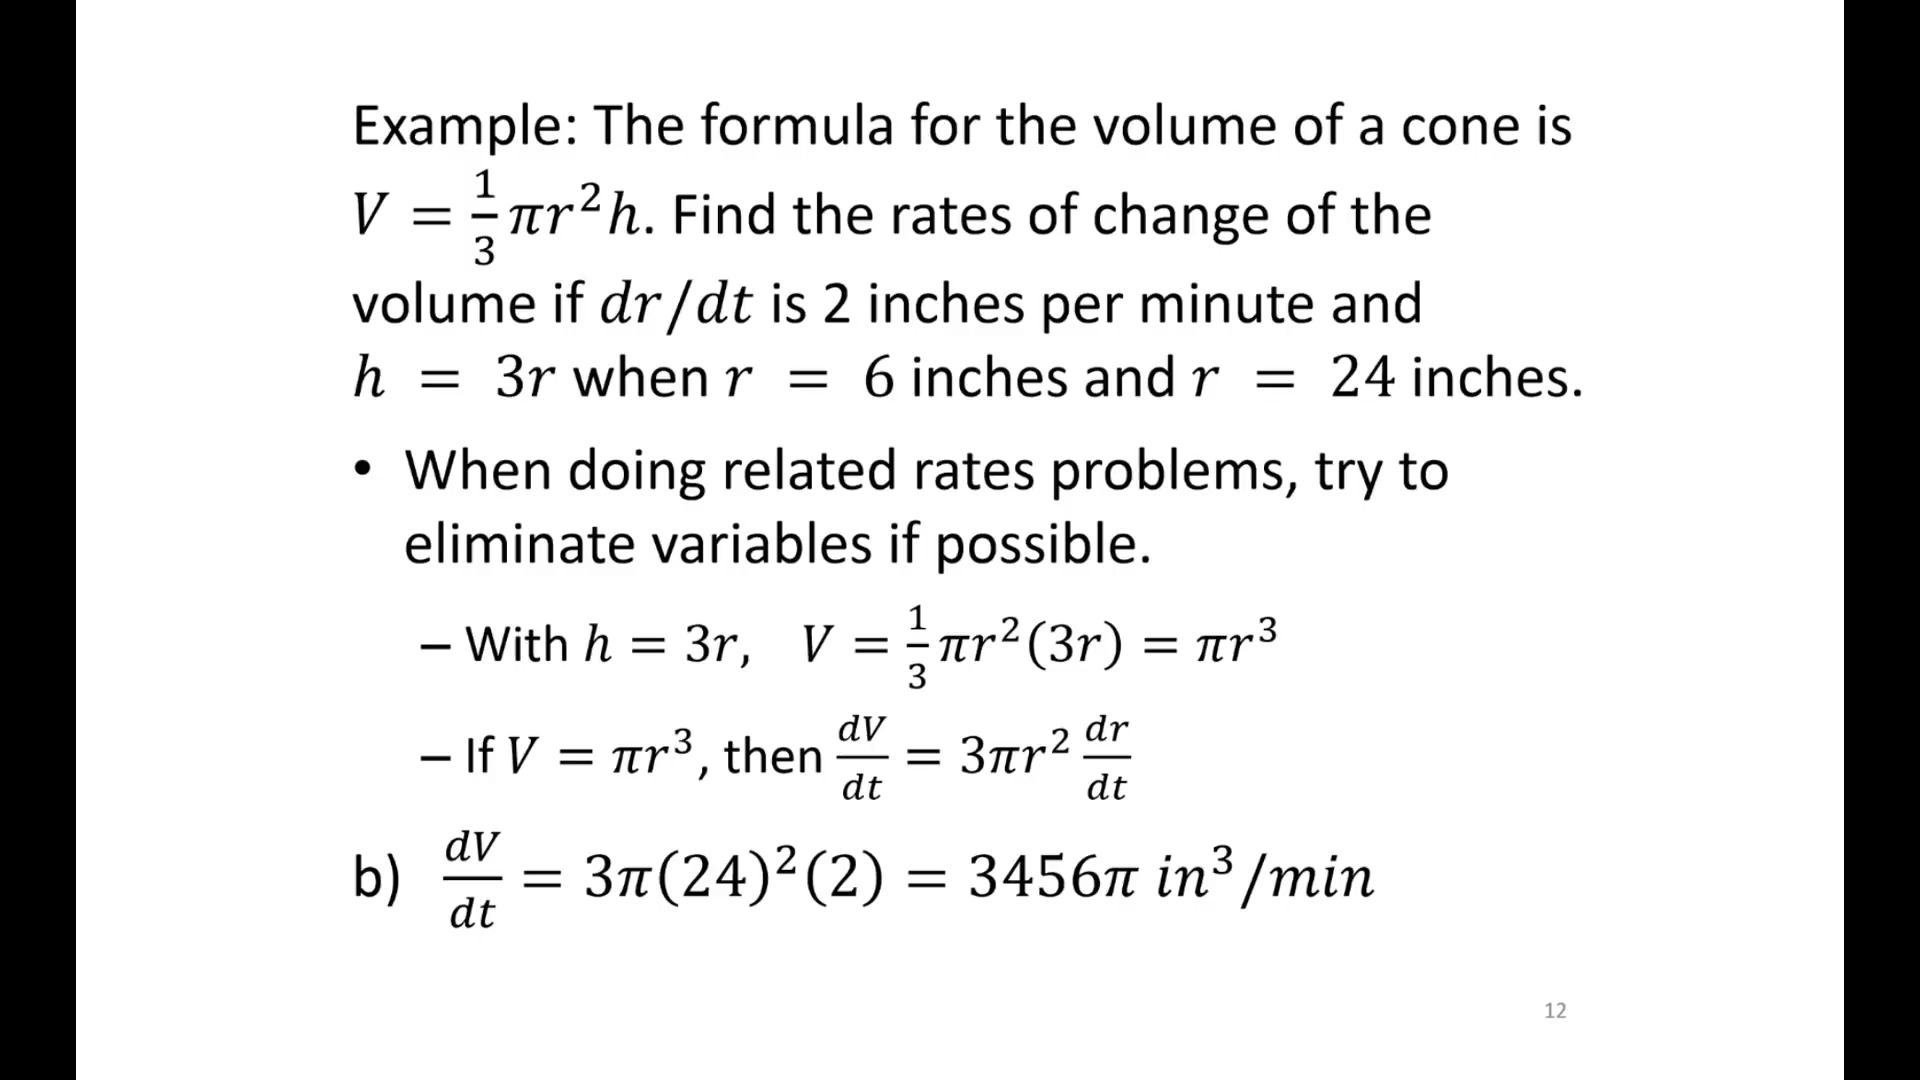 Example: The formula for the volume of a cone is
V = 1/3 πr²h. Find the rates of change of the
volume if dr/dt is 2 inches per minute and
h = 3r when r = 6 inches and r = 24 inches.
• When doing related rates problems, try to
eliminate variables if possible.
– With h = 3r, V = 1/3 πr²(3r) = πr³
– If V = πr³, then dV/dt = 3πr² dr/dt
b) dV/dt = 3π(24)²(2) = 3456π in³/min
12